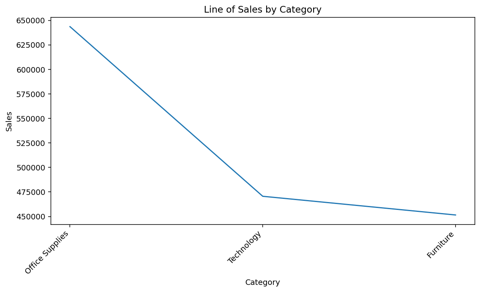 Line of Sales by Category
Sales
650000
625000
600000
575000
550000
525000
500000
475000
450000
Office Supplies
Technology
Furniture
Category